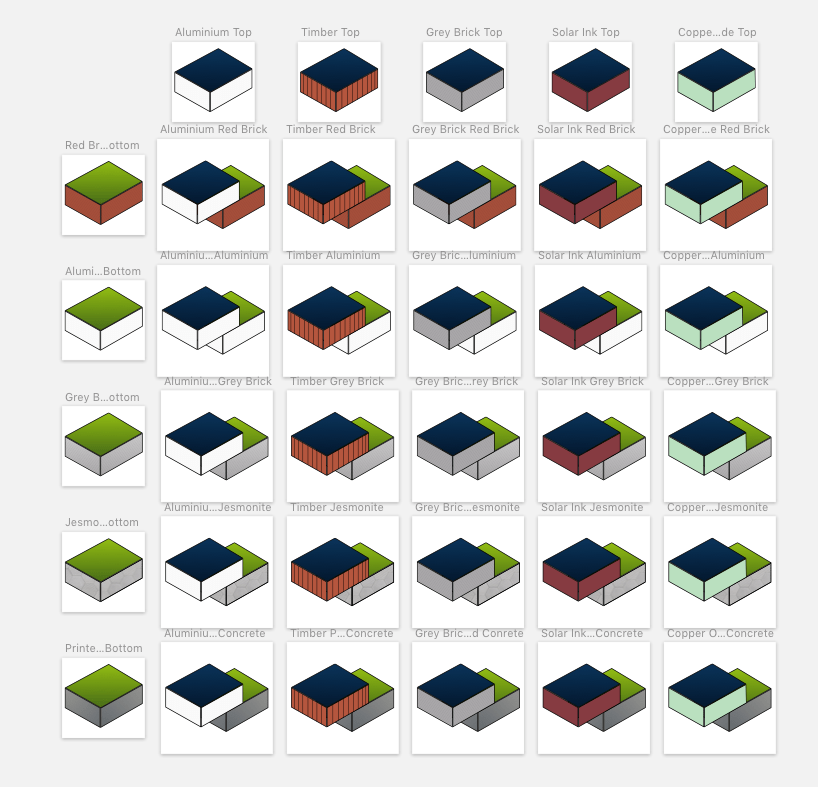 Aluminium Top
Timber Top
Grey Brick Top
Solar Ink Top
Coppe...de Top
Aluminium Red Brick
Timber Red Brick
Grey Brick Red Brick
Solar Ink Red Brick
Copper...e Red Brick
Red Br...ottom
Aluminiu...Aluminium
Timber Aluminium
Grey Bric...luminium
Solar Ink Aluminium
Copper...Aluminium
Alumi...Bottom
Aluminiu...Grey Brick
Timber Grey Brick
Grey Bric...rey Brick
Solar Ink Grey Brick
Copper...Grey Brick
Grey B...ottom
Aluminiu...Jesmonite
Timber Jesmonite
Grey Bric...esmonite
Solar Ink Jesmonite
Copper...Jesmonite
Jesmo...ottom
Aluminiu...Concrete
Timber P...Concrete
Grey Bric...d Conrete
Solar Ink...Concrete
Copper O...Concrete
Printe...Bottom